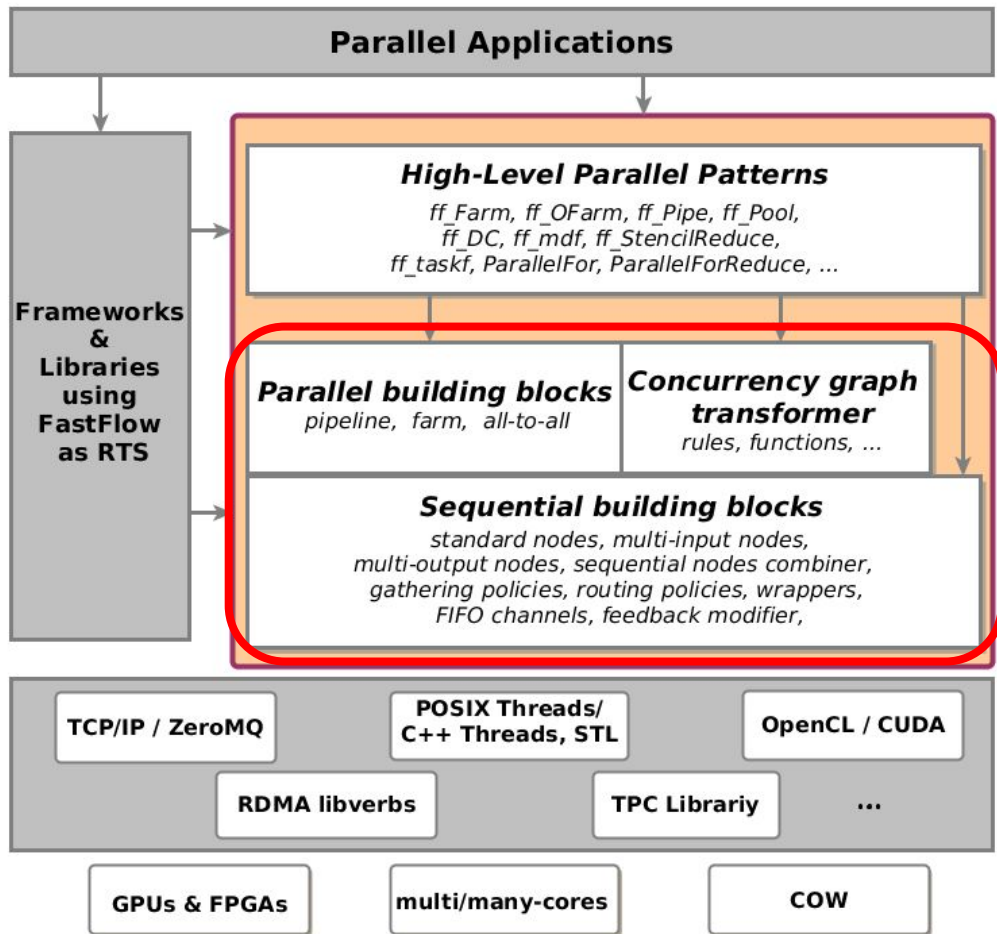 Parallel Applications
High-Level Parallel Patterns
ff_Farm, ff_OFarm, ff_Pipe, ff_Pool,
ff_DC, ff_mdf, ff_StencilReduce,
ff_taskf, ParallelFor, ParallelForReduce, ...
Frameworks
&
Libraries
using
FastFlow
as RTS
Parallel building blocks
pipeline, farm, all-to-all
Concurrency graph
transformer
rules, functions, ...
Sequential building blocks
standard nodes, multi-input nodes,
multi-output nodes, sequential nodes combiner,
gathering policies, routing policies, wrappers,
FIFO channels, feedback modifier,
TCP/IP / ZeroMQ
POSIX Threads/
C++ Threads, STL
OpenCL / CUDA
RDMA libverbs
TPC Librariy
...
GPUs & FPGAs
multi/many-cores
COW